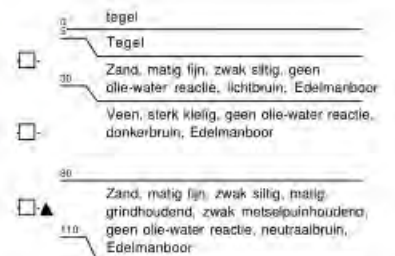 0 tegel
5 Tegel
Zand, matig fijn, zwak siltig, geen
olie-water reactie, lichtbruin, Edelmanboor
30
Veen, sterk kleiig, geen olie-water reactie,
donkerbruin, Edelmanboor
80
Zand, matig fijn, zwak siltig, matig
grindhoudend, zwak metselpuinhoudend,
geen olie-water reactie, neutraalbruin,
110
Edelmanboor